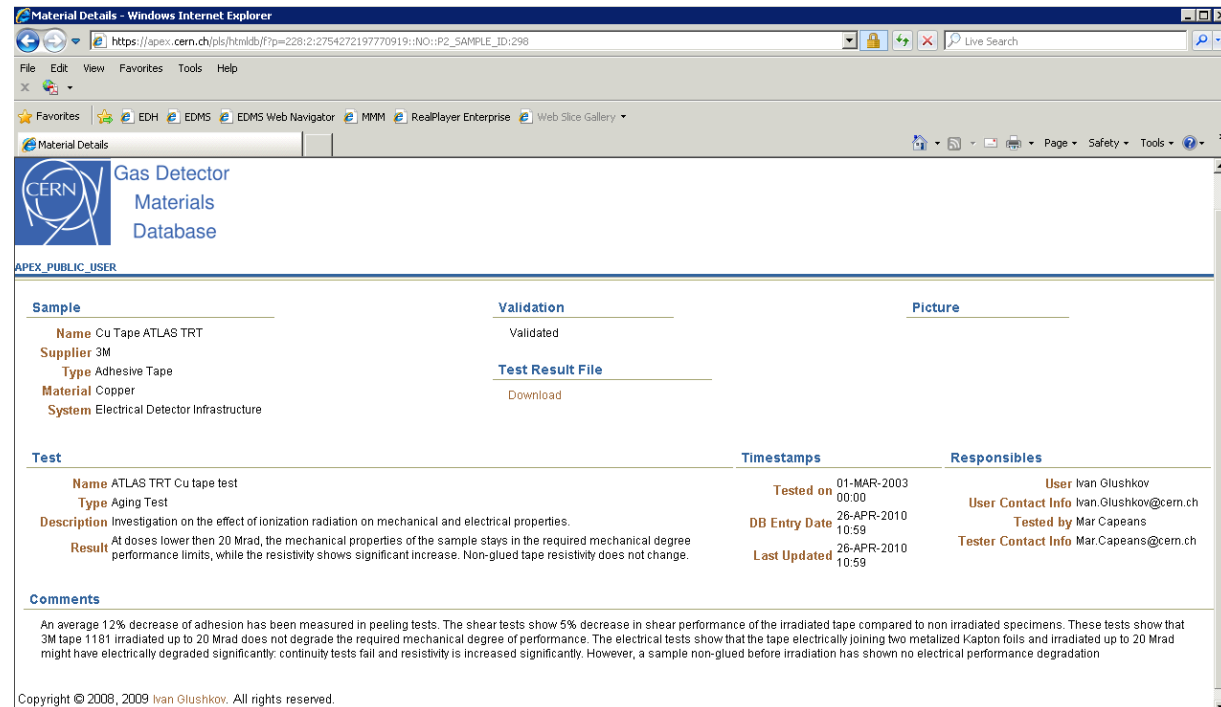 Material Details - Windows Internet Explorer
https://apex.cern.ch/pls/htmldb/f?p=228:2:2754272197770919::NO::P2_SAMPLE_ID:298
Live Search
File Edit View Favorites Tools Help
Favorites EDH EDMS EDMS Web Navigator MMM RealPlayer Enterprise Web Slice Gallery
Material Details
Page Safety Tools
CERN
Gas Detector
Materials
Database
APEX_PUBLIC_USER
Sample
Name Cu Tape ATLAS TRT
Supplier 3M
Type Adhesive Tape
Material Copper
System Electrical Detector Infrastructure
Validation
Validated
Test Result File
Download
Picture
Test
Name ATLAS TRT Cu tape test
Type Aging Test
Description Investigation on the effect of ionization radiation on mechanical and electrical properties.
Result At doses lower then 20 Mrad, the mechanical properties of the sample stays in the required mechanical degree
performance limits, while the resistivity shows significant increase. Non-glued tape resistivity does not change.
Timestamps
Tested on 01-MAR-2003
00:00
DB Entry Date 26-APR-2010
10:59
Last Updated 26-APR-2010
10:59
Responsibles
User Ivan Glushkov
User Contact Info Ivan.Glushkov@cern.ch
Tested by Mar Capeans
Tester Contact Info Mar.Capeans@cern.ch
Comments
An average 12% decrease of adhesion has been measured in peeling tests. The shear tests show 5% decrease in shear performance of the irradiated tape compared to non irradiated specimens. These tests show that
3M tape 1181 irradiated up to 20 Mrad does not degrade the required mechanical degree of performance. The electrical tests show that the tape electrically joining two metalized Kapton foils and irradiated up to 20 Mrad
might have electrically degraded significantly: continuity tests fail and resistivity is increased significantly. However, a sample non-glued before irradiation has shown no electrical performance degradation
Copyright © 2008, 2009 Ivan Glushkov. All rights reserved.